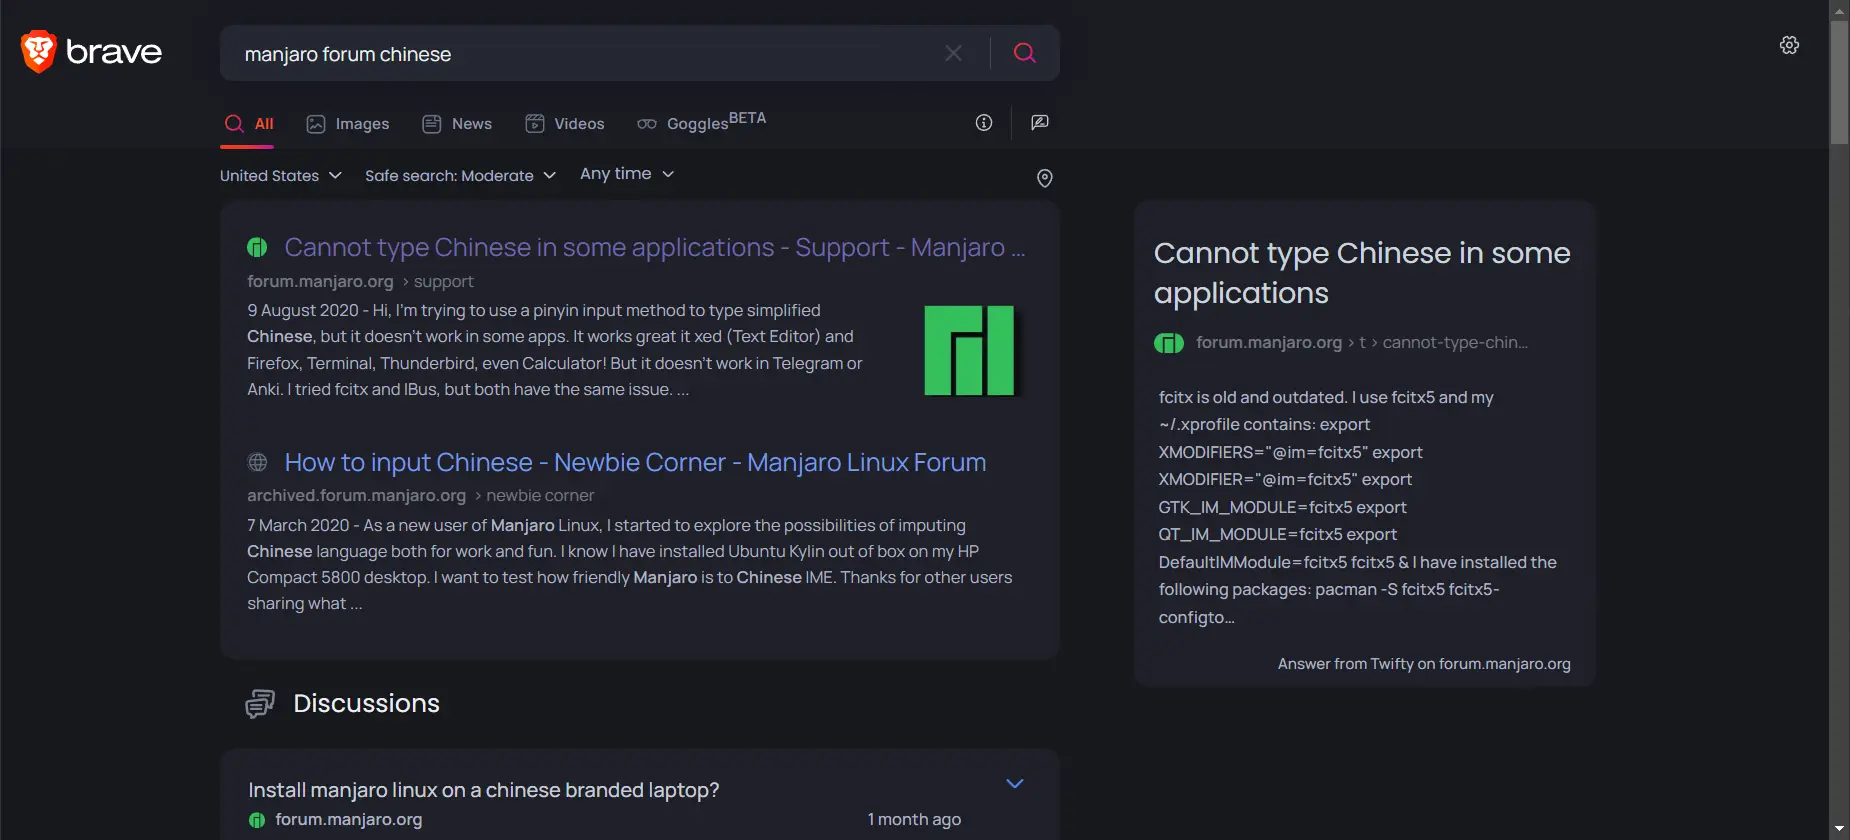 brave
manjaro forum chinese
All
Images
News
Videos
Goggles BETA
United States
Safe search: Moderate
Any time
Cannot type Chinese in some applications - Support - Manjaro ...
forum.manjaro.org › support
9 August 2020 - Hi, I'm trying to use a pinyin input method to type simplified
Chinese, but it doesn't work in some apps. It works great it xed (Text Editor) and
Firefox, Terminal, Thunderbird, even Calculator! But it doesn't work in Telegram or
Anki. I tried fcitx and IBus, but both have the same issue. ...
How to input Chinese - Newbie Corner - Manjaro Linux Forum
archived.forum.manjaro.org › newbie corner
7 March 2020 - As a new user of Manjaro Linux, I started to explore the possibilities of imputing
Chinese language both for work and fun. I know I have installed Ubuntu Kylin out of box on my HP
Compact 5800 desktop. I want to test how friendly Manjaro is to Chinese IME. Thanks for other users
sharing what ...
Discussions
Install manjaro linux on a chinese branded laptop?
forum.manjaro.org
1 month ago
Cannot type Chinese in some
applications
forum.manjaro.org › t › cannot-type-chin...
fcitx is old and outdated. I use fcitx5 and my
~/.xprofile contains: export
XMODIFIERS="@im=fcitx5" export
XMODIFIER="@im=fcitx5" export
GTK_IM_MODULE=fcitx5 export
QT_IM_MODULE=fcitx5 export
DefaultIMModule=fcitx5 fcitx5 & I have installed the
following packages: pacman -S fcitx5 fcitx5-
configto...
Answer from Twifty on forum.manjaro.org